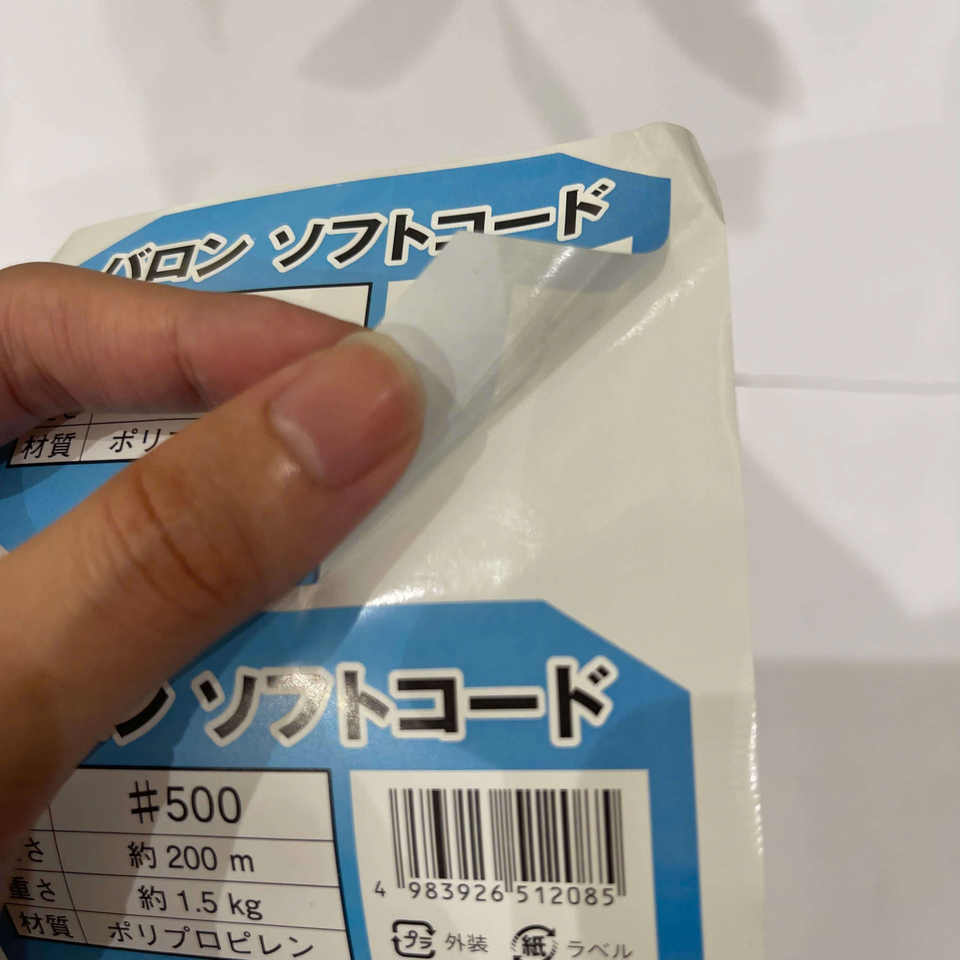 バロン ソフトコード
材質 ポリプ
ン ソフトコード
#500
さ 約 200 m
重さ 約 1.5 kg
材質 ポリプロピレン
4 983926 512085
プラ 外装 紙 ラベル